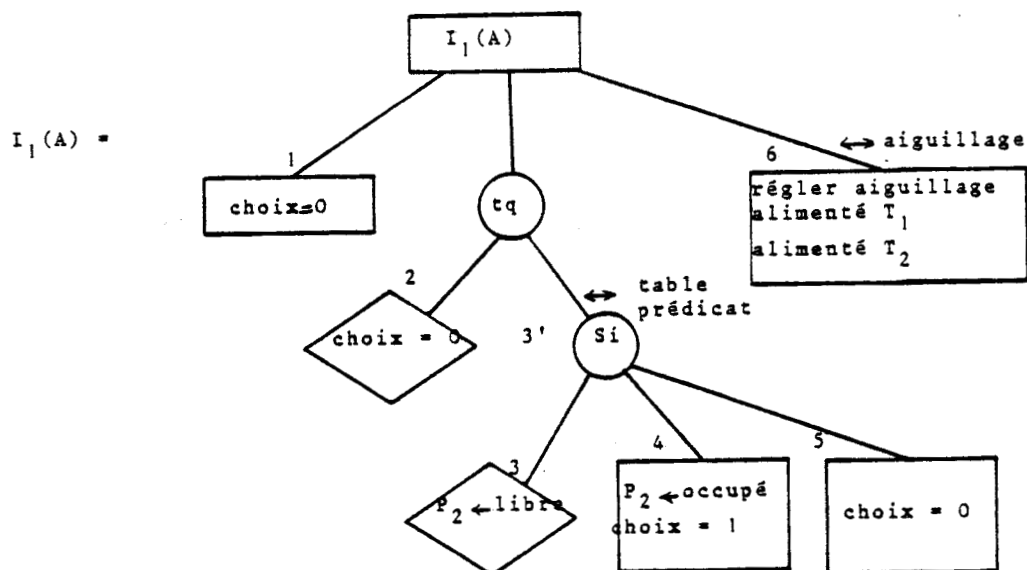 I₁(A)
I₁(A) =
↔ aiguillage
1
6
choix=0
tq
régler aiguillage
alimenté T₁
alimenté T₂
2
↔ table
prédicat
choix = 0
3'
Si
3
4
5
P₂ ← libre
P₂ ← occupé
choix = 1
choix = 0